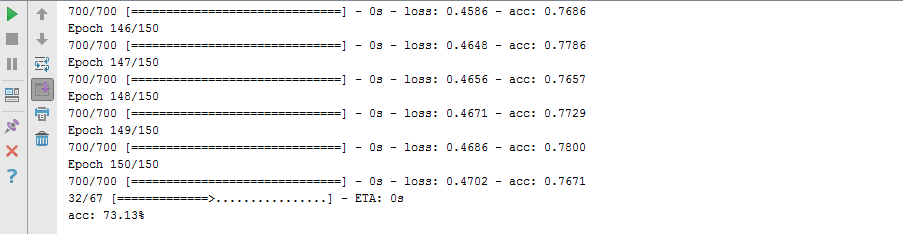 700/700 [==============================] - 0s - loss: 0.4586 - acc: 0.7686
Epoch 146/150
700/700 [==============================] - 0s - loss: 0.4648 - acc: 0.7786
Epoch 147/150
700/700 [==============================] - 0s - loss: 0.4656 - acc: 0.7657
Epoch 148/150
700/700 [==============================] - 0s - loss: 0.4671 - acc: 0.7729
Epoch 149/150
700/700 [==============================] - 0s - loss: 0.4686 - acc: 0.7800
Epoch 150/150
700/700 [==============================] - 0s - loss: 0.4702 - acc: 0.7671
32/67 [=============>................] - ETA: 0s
acc: 73.13%